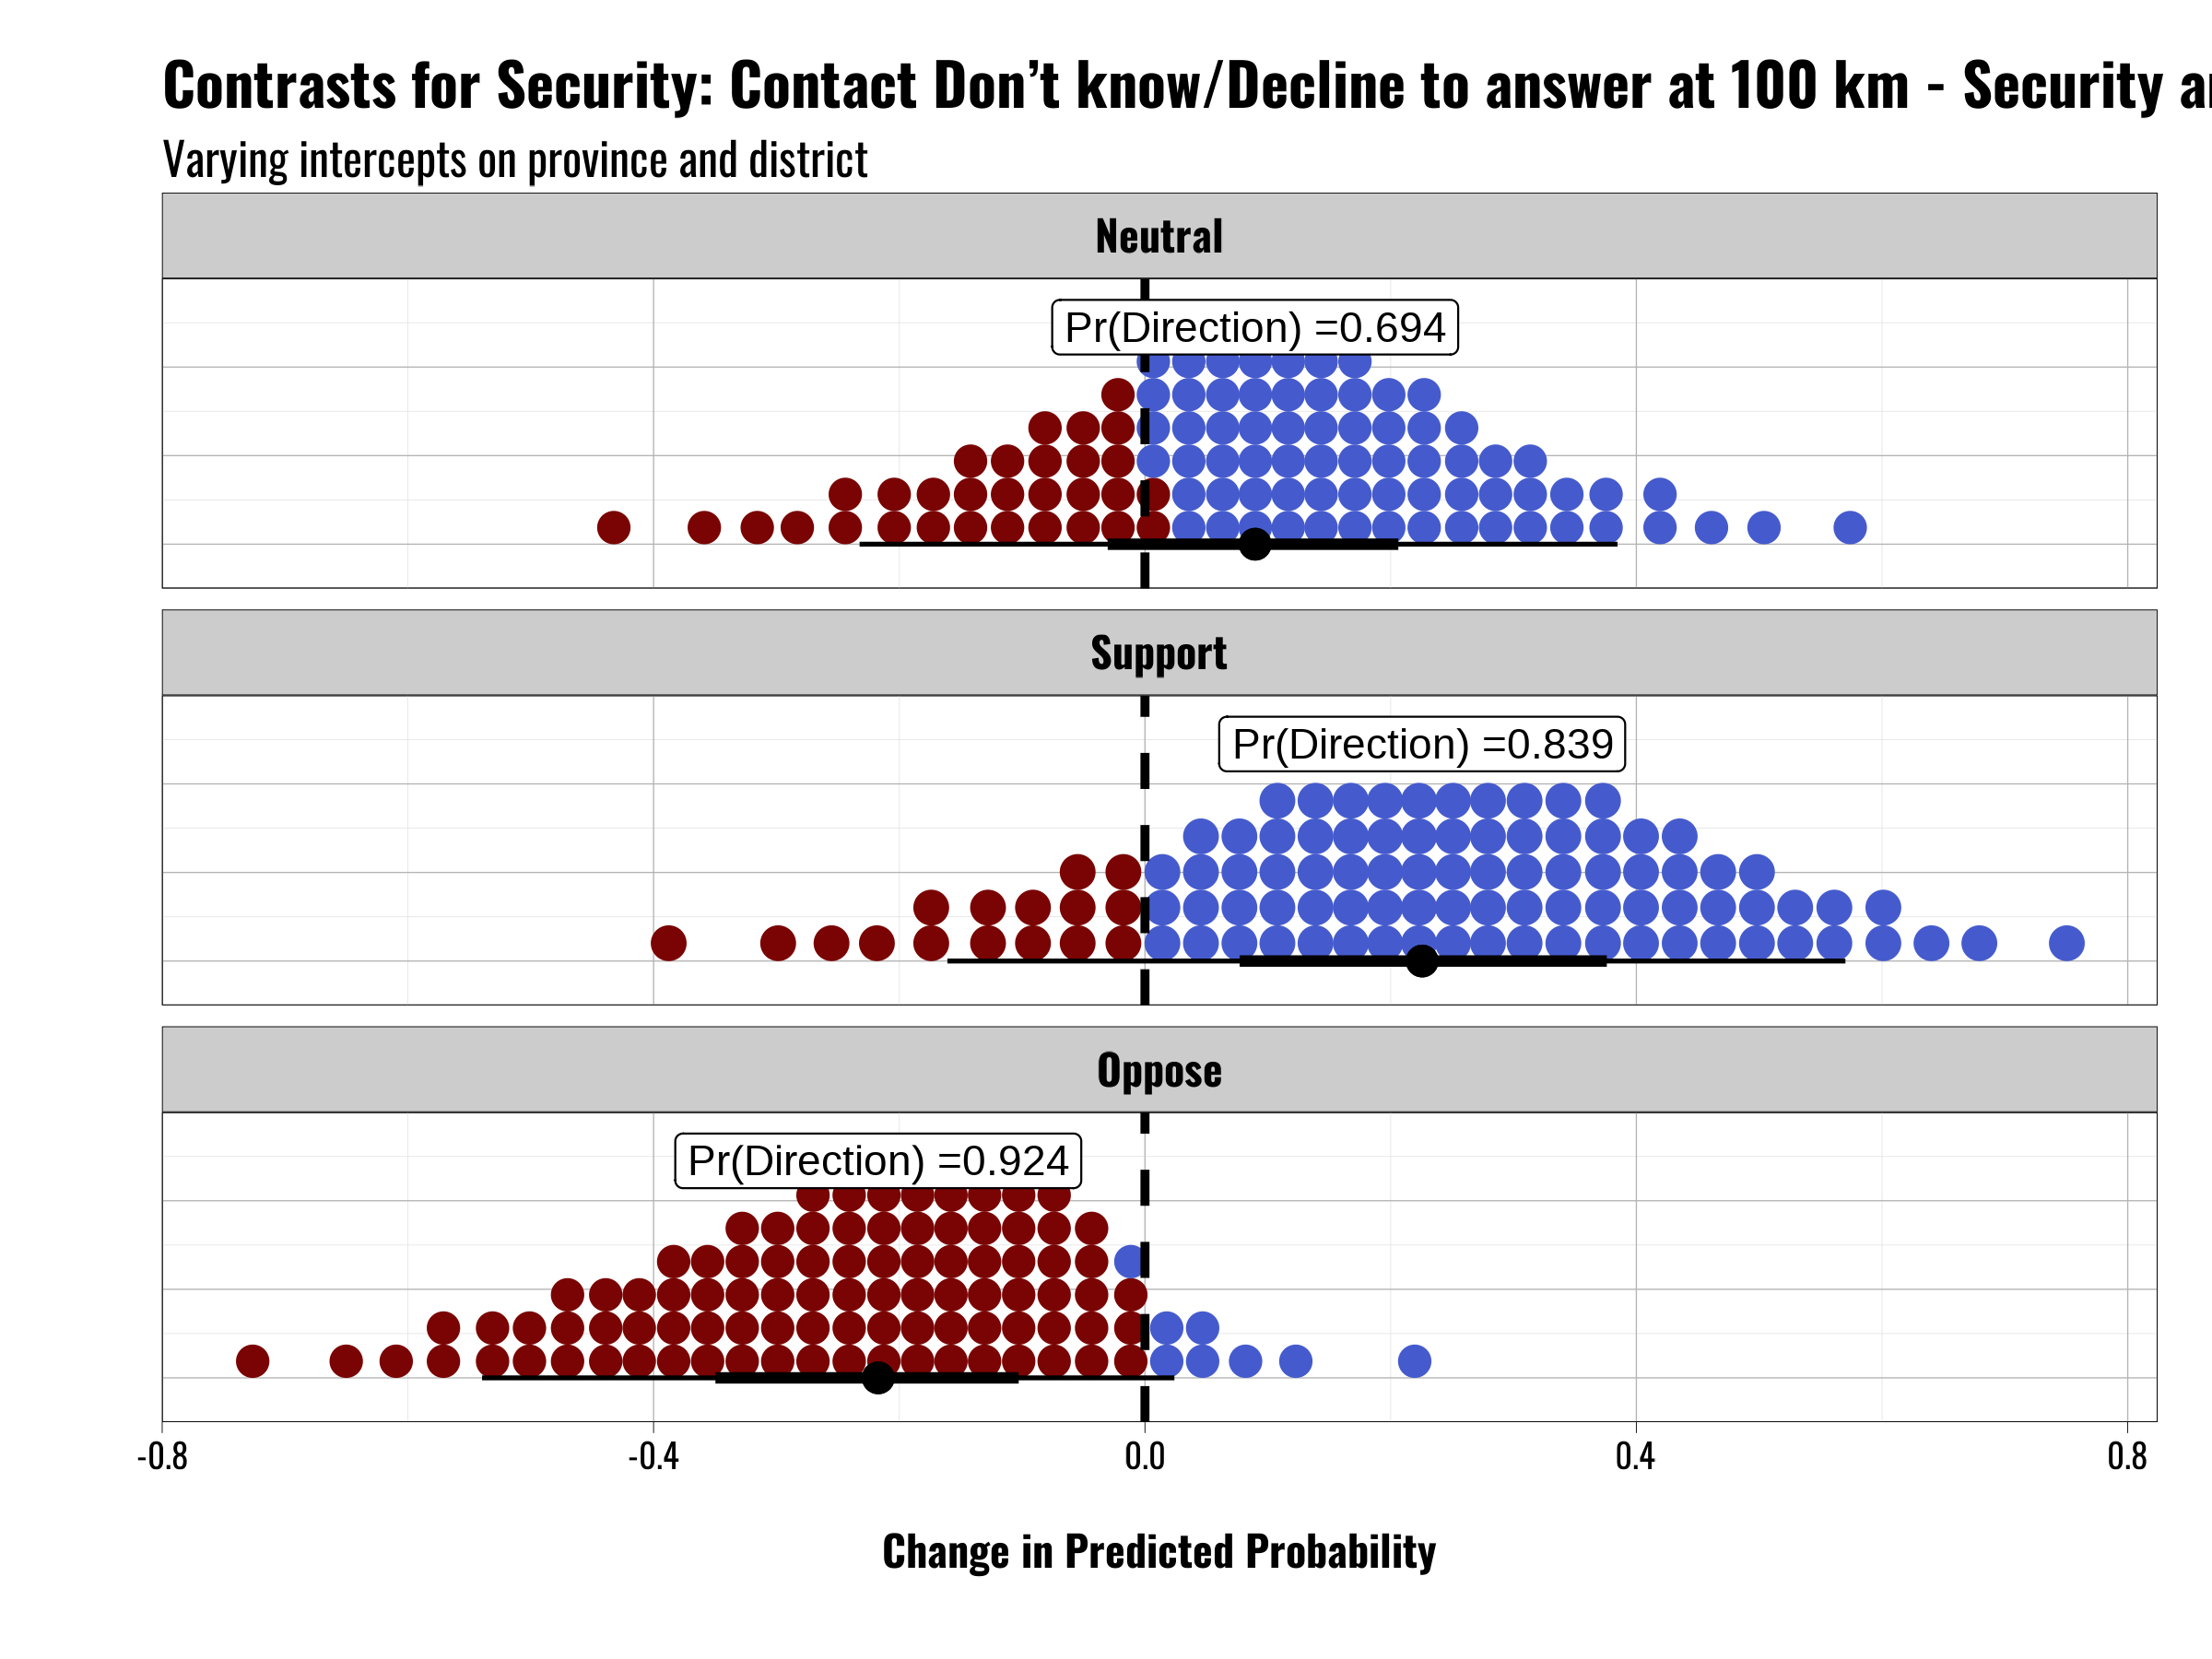 Contrasts for Security: Contact Don’t know/Decline to answer at 100 km - Security
Varying intercepts on province and district
Neutral
Pr(Direction) =0.694
Support
Pr(Direction) =0.839
Oppose
Pr(Direction) =0.924
-0.8 -0.4 0.0 0.4 0.8
Change in Predicted Probability